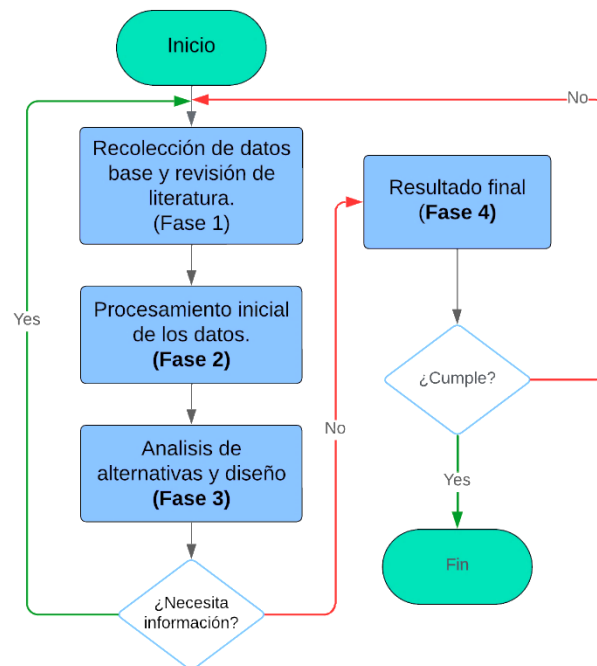 Inicio
No
Recolección de datos
base y revisión de
literatura.
(Fase 1)
Resultado final
(Fase 4)
Procesamiento inicial
de los datos.
(Fase 2)
Yes
¿Cumple?
No
Analisis de
alternativas y diseño
(Fase 3)
Yes
Fin
¿Necesita
información?